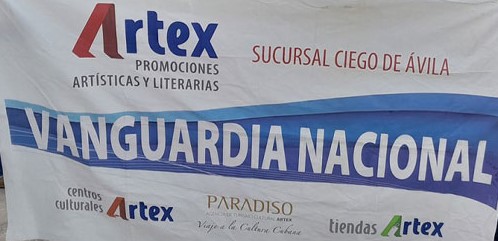 Artex
PROMOCIONES
ARTÍSTICAS Y LITERARIAS
SUCURSAL CIEGO DE ÁVILA
VANGUARDIA NACIONAL
centros
culturales Artex
PARADISO
ARTEX
Viaje a la Cultura Cubana
tiendas Artex